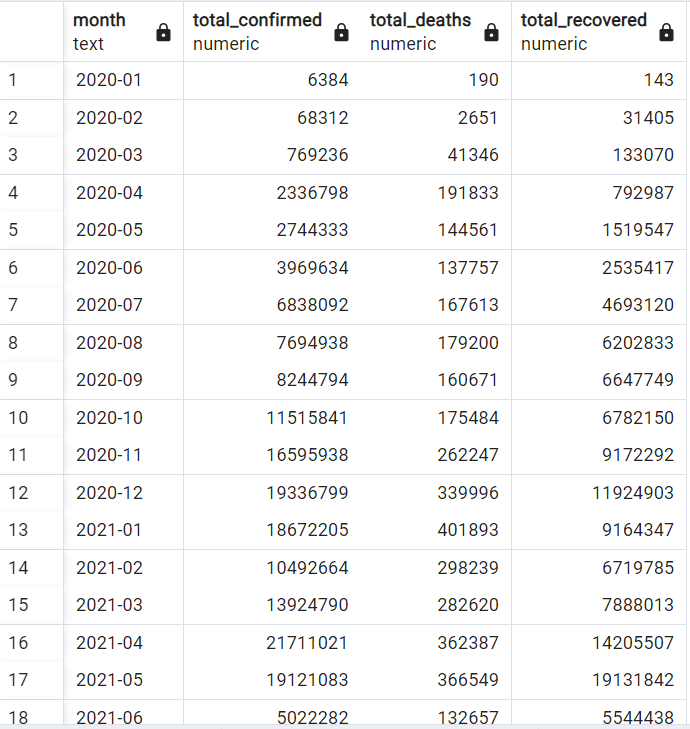 month total_confirmed total_deaths total_recovered
text numeric numeric numeric
1 2020-01 6384 190 143
2 2020-02 68312 2651 31405
3 2020-03 769236 41346 133070
4 2020-04 2336798 191833 792987
5 2020-05 2744333 144561 1519547
6 2020-06 3969634 137757 2535417
7 2020-07 6838092 167613 4693120
8 2020-08 7694938 179200 6202833
9 2020-09 8244794 160671 6647749
10 2020-10 11515841 175484 6782150
11 2020-11 16595938 262247 9172292
12 2020-12 19336799 339996 11924903
13 2021-01 18672205 401893 9164347
14 2021-02 10492664 298239 6719785
15 2021-03 13924790 282620 7888013
16 2021-04 21711021 362387 14205507
17 2021-05 19121083 366549 19131842
18 2021-06 5022282 132657 5544438